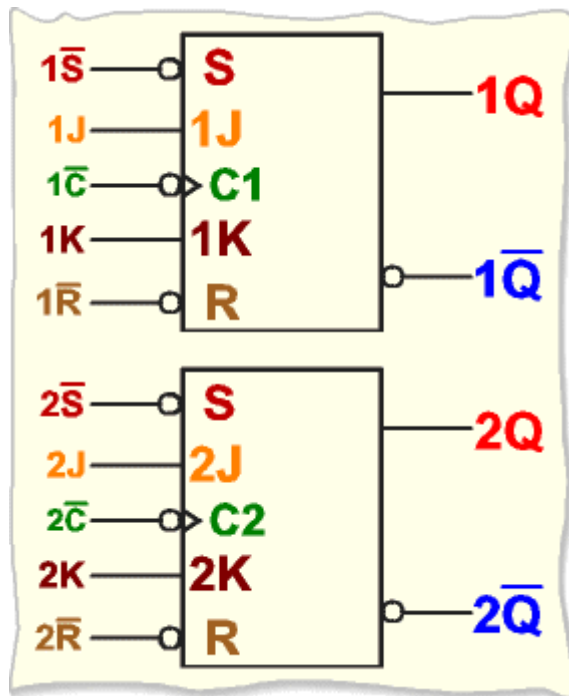 1S̅ S 1Q
1J 1J
1C̅ C1
1K 1K 1Q̅
1R̅ R
2S̅ S 2Q
2J 2J
2C̅ C2
2K 2K 2Q̅
2R̅ R